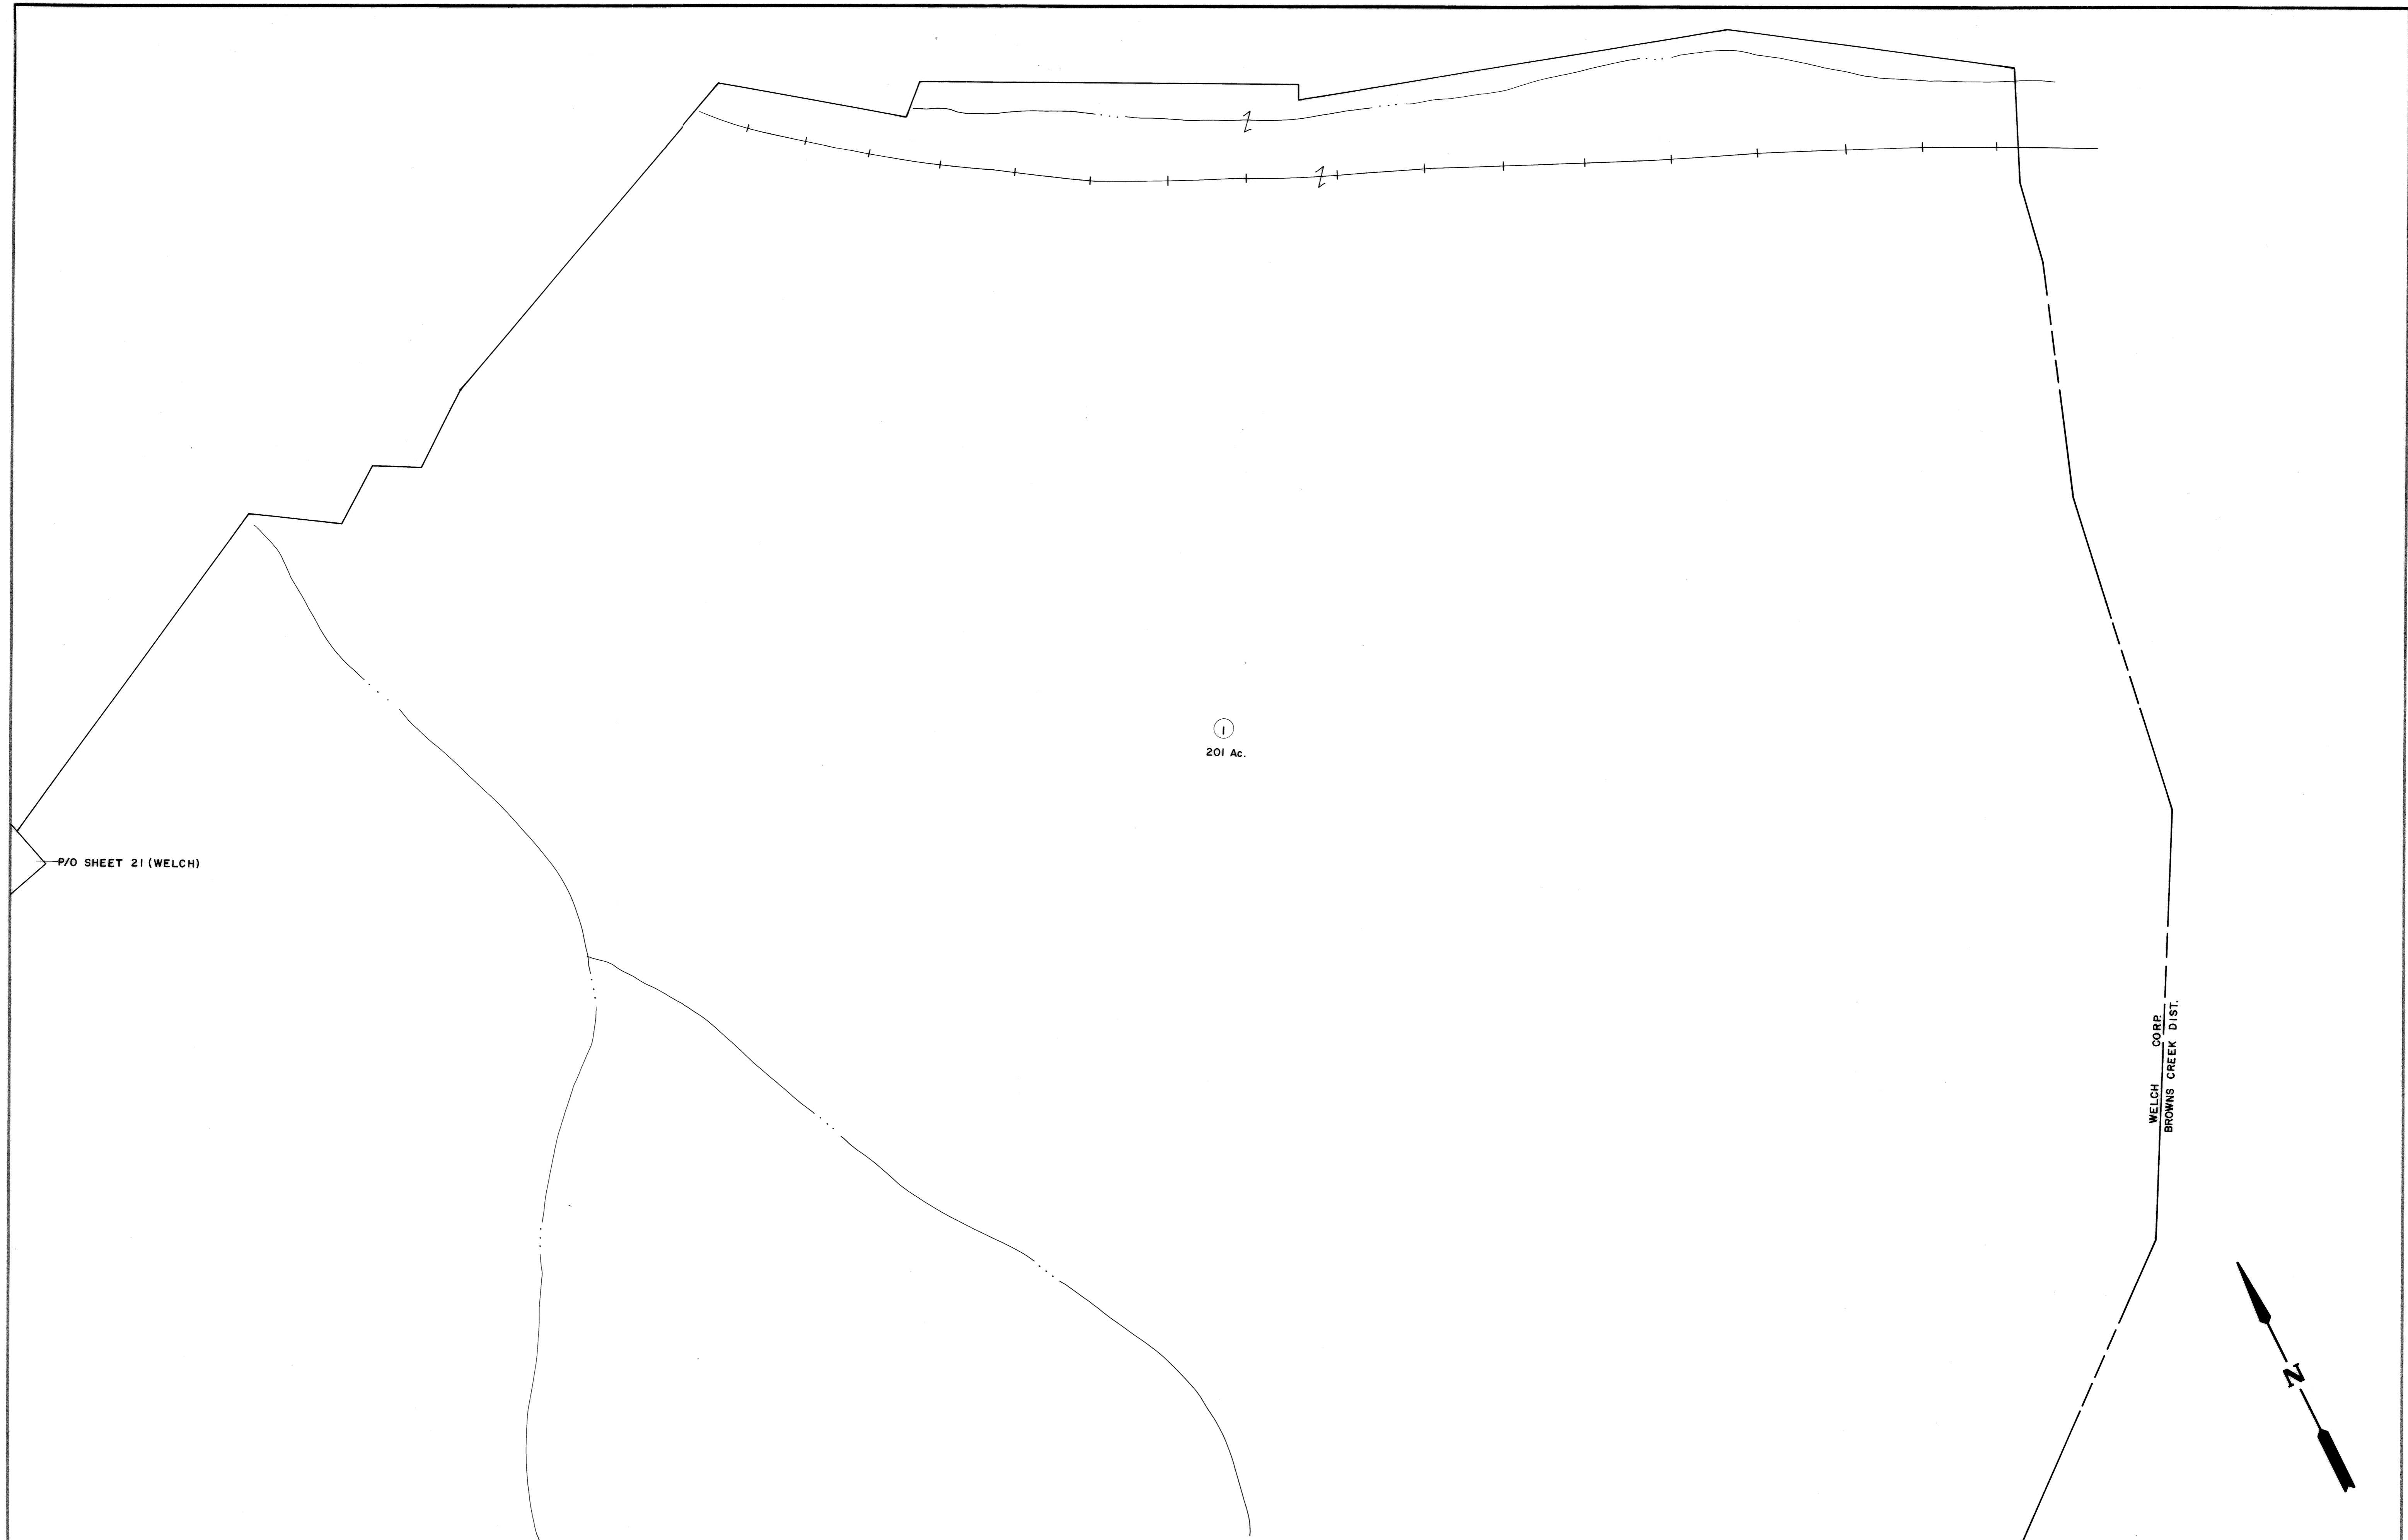 1
201 Ac.
P/O SHEET 21 (WELCH)
WELCH CORP.
BROWNS CREEK DIST.
N